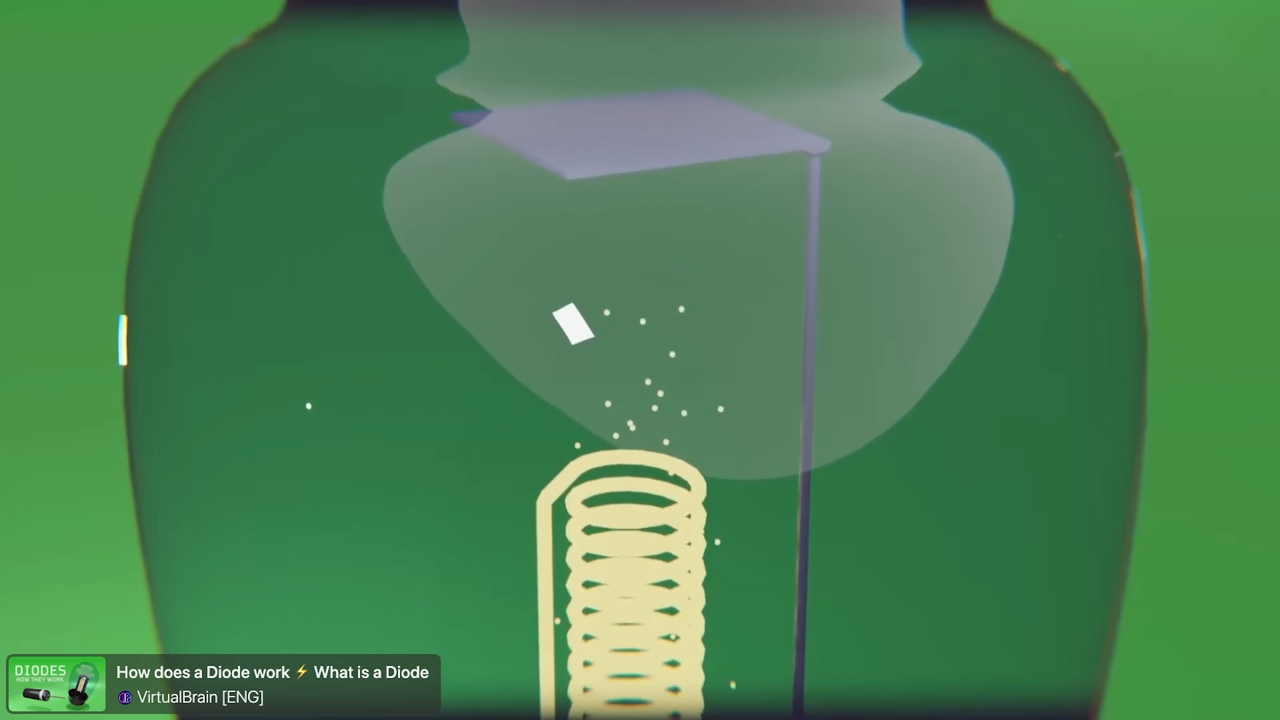 DIODES
HOW THEY WORK
How does a Diode work ⚡ What is a Diode
VirtualBrain [ENG]